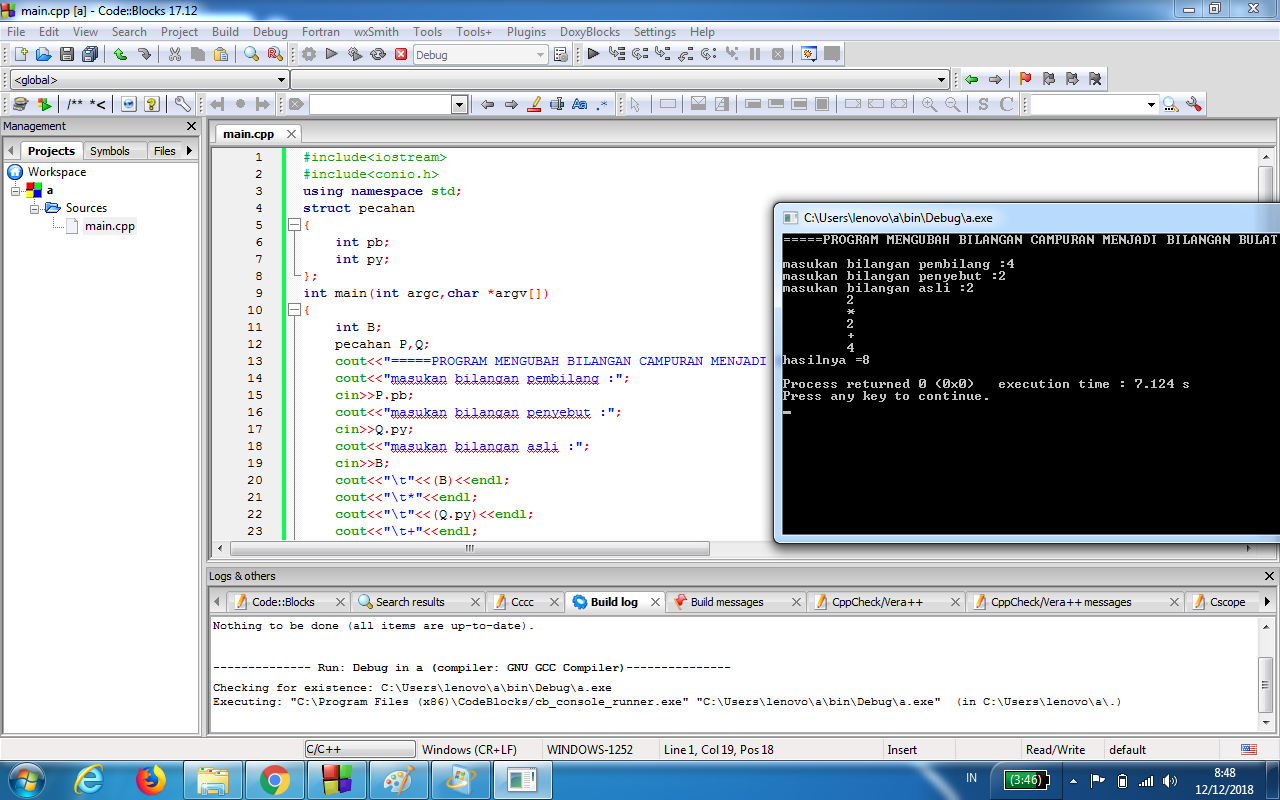 main.cpp [a] - Code::Blocks 17.12
File Edit View Search Project Build Debug Fortran wxSmith Tools Tools+ Plugins DoxyBlocks Settings Help
Debug
<global>
/** *<
S C
Management
Projects Symbols Files
Workspace
a
Sources
main.cpp
main.cpp
1 #include<iostream>
2 #include<conio.h>
3 using namespace std;
4 struct pecahan
5 {
6 int pb;
7 int py;
8 };
9 int main(int argc,char *argv[])
10 {
11 int B;
12 pecahan P,Q;
13 cout<<"=====PROGRAM MENGUBAH BILANGAN CAMPURAN MENJADI
14 cout<<"masukan bilangan pembilang :";
15 cin>>P.pb;
16 cout<<"masukan bilangan penyebut :";
17 cin>>Q.py;
18 cout<<"masukan bilangan asli :";
19 cin>>B;
20 cout<<"\t"<<(B)<<endl;
21 cout<<"\t*"<<endl;
22 cout<<"\t"<<(Q.py)<<endl;
23 cout<<"\t+"<<endl;
C:\Users\lenovo\a\bin\Debug\a.exe
=====PROGRAM MENGUBAH BILANGAN CAMPURAN MENJADI BILANGAN BULAT
masukan bilangan pembilang :4
masukan bilangan penyebut :2
masukan bilangan asli :2
2
*
2
+
4
hasilnya =8
Process returned 0 (0x0) execution time : 7.124 s
Press any key to continue.
Logs & others
Code::Blocks Search results Cccc Build log Build messages CppCheck/Vera++ CppCheck/Vera++ messages Cscope
Nothing to be done (all items are up-to-date).
-------------- Run: Debug in a (compiler: GNU GCC Compiler)---------------
Checking for existence: C:\Users\lenovo\a\bin\Debug\a.exe
Executing: "C:\Program Files (x86)\CodeBlocks/cb_console_runner.exe" "C:\Users\lenovo\a\bin\Debug\a.exe" (in C:\Users\lenovo\a\.)
C/C++ Windows (CR+LF) WINDOWS-1252 Line 1, Col 19, Pos 18 Insert Read/Write default
IN (3:46) 8:48
12/12/2018